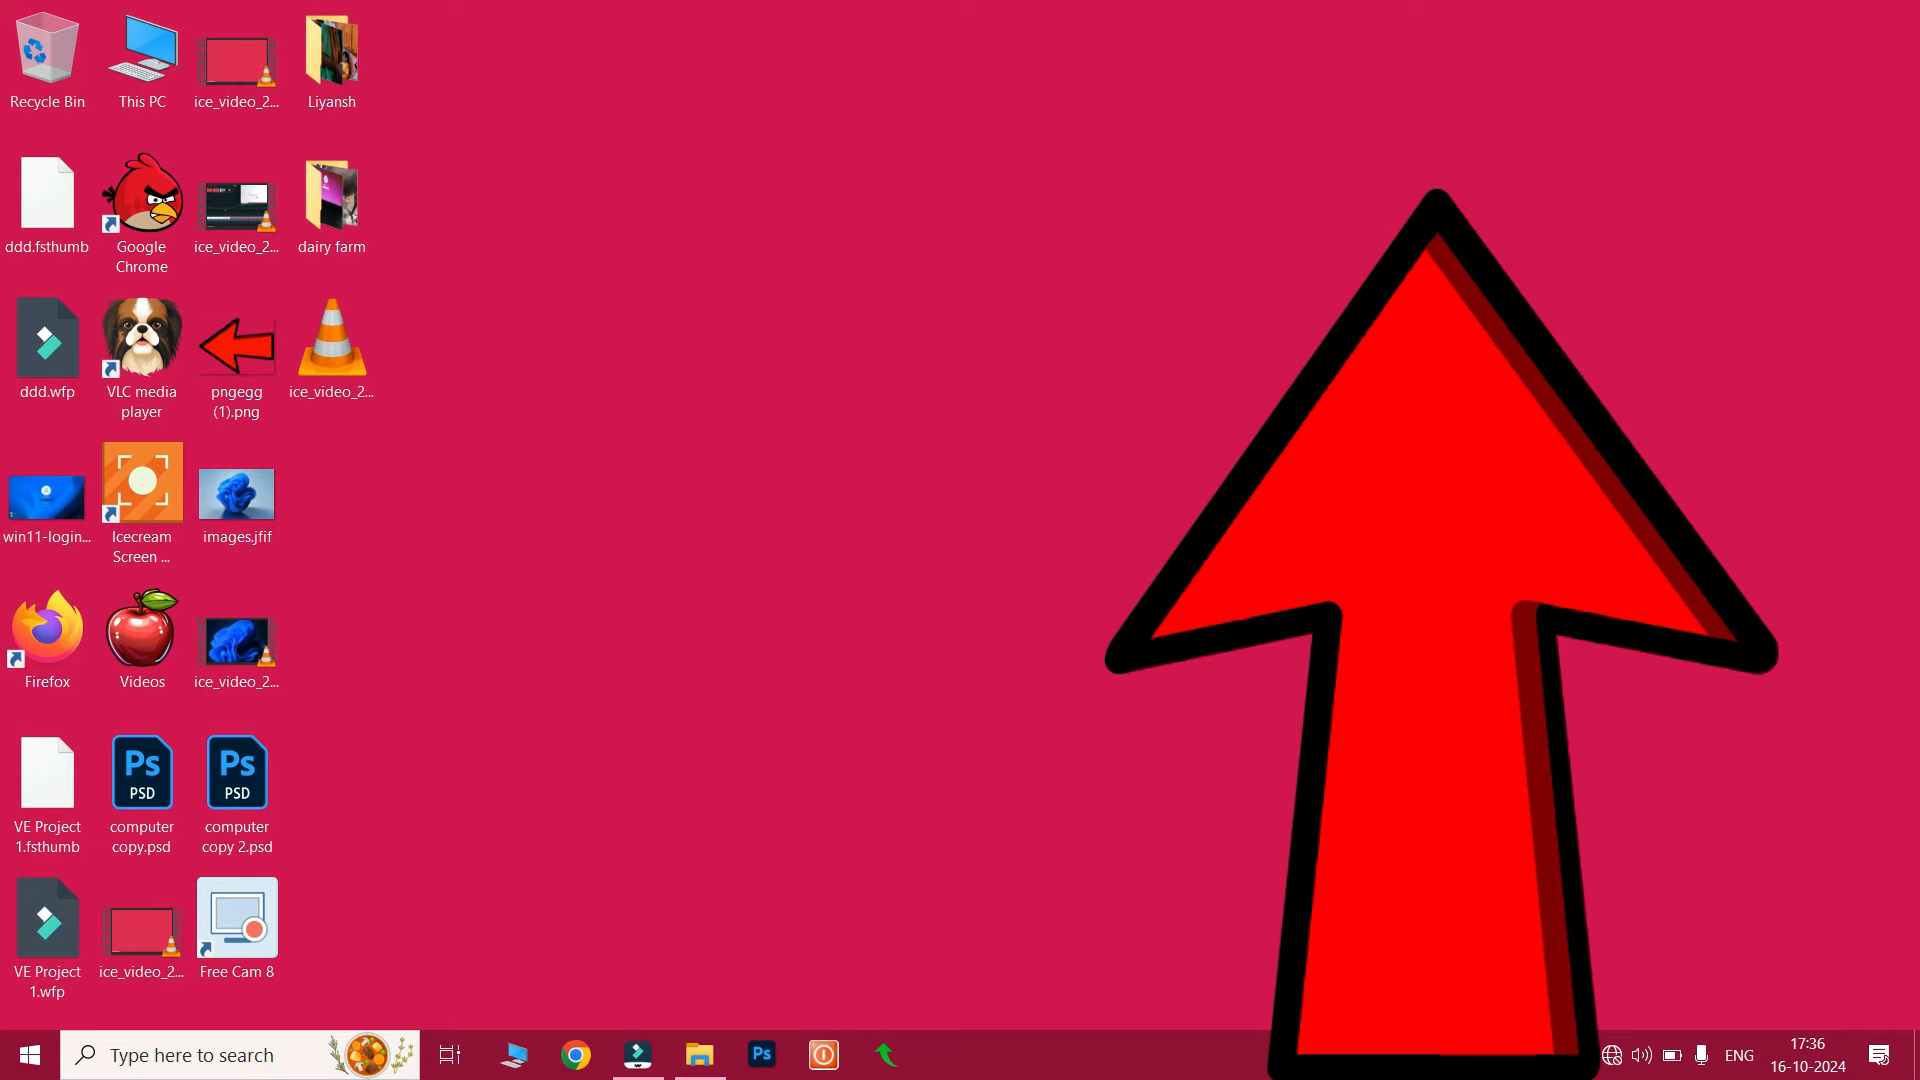 Recycle Bin
This PC
ice_video_2...
Liyansh
ddd.fsthumb
Google
Chrome
ice_video_2...
dairy farm
ddd.wfp
VLC media
player
pngegg
(1).png
ice_video_2...
win11-login...
Icecream
Screen ...
images.jfif
Firefox
Videos
ice_video_2...
Ps
PSD
Ps
PSD
VE Project
1.fsthumb
computer
copy.psd
computer
copy 2.psd
VE Project
1.wfp
ice_video_2...
Free Cam 8
Type here to search
Ps
ENG
17:36
16-10-2024